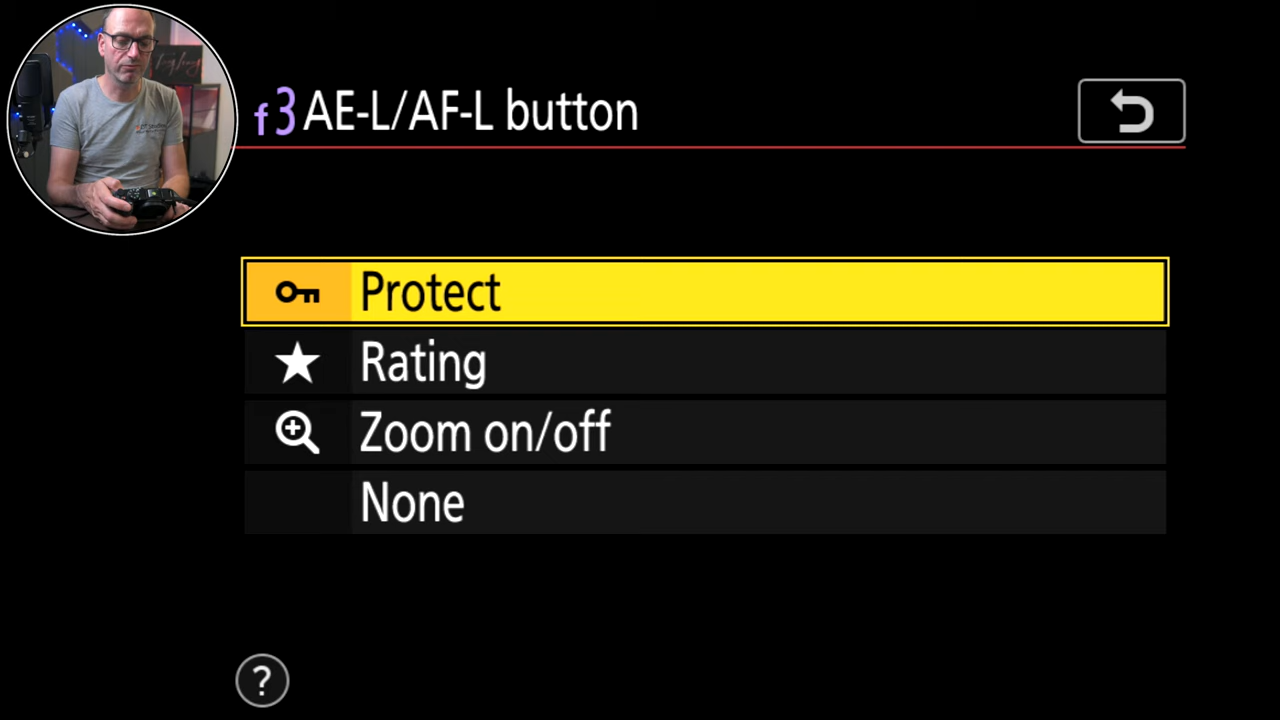 f3 AE-L/AF-L button
Protect
Rating
Zoom on/off
None
?